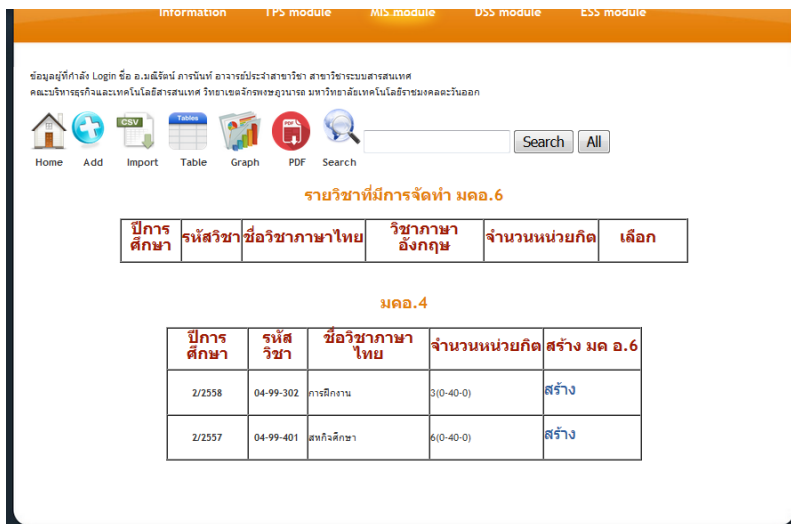 Information TPS module MIS module DSS module ESS module
ข้อมูลผู้ที่กำลัง Login ชื่อ อ.มณีรัตน์ ภารนันท์ อาจารย์ประจำสาขาวิชา สาขาวิชาระบบสารสนเทศ
คณะบริหารธุรกิจและเทคโนโลยีสารสนเทศ วิทยาเขตจักรพงษภูวนารถ มหาวิทยาลัยเทคโนโลยีราชมงคลตะวันออก
CSV Tables PDF
Search All
Home Add Import Table Graph PDF Search
รายวิชาที่มีการจัดทำ มคอ.6
ปีการศึกษา รหัสวิชา ชื่อวิชาภาษาไทย วิชาภาษาอังกฤษ จำนวนหน่วยกิต เลือก
มคอ.4
ปีการศึกษา รหัสวิชา ชื่อวิชาภาษาไทย จำนวนหน่วยกิต สร้าง มค อ.6
2/2558 04-99-302 การฝึกงาน 3(0-40-0) สร้าง
2/2557 04-99-401 สหกิจศึกษา 6(0-40-0) สร้าง